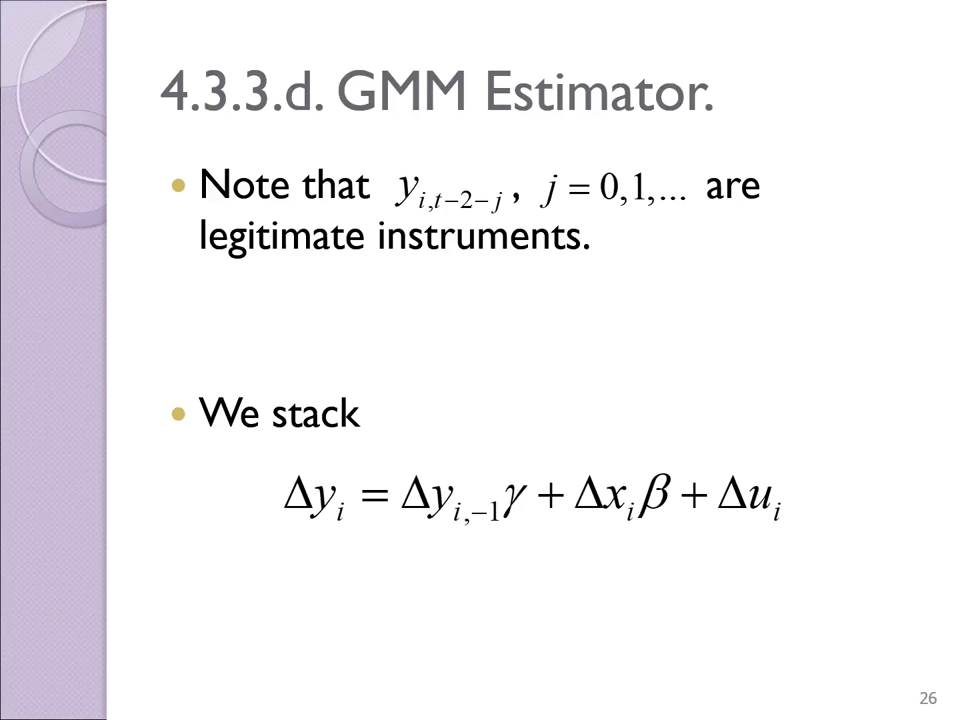 4.3.3.d. GMM Estimator.
• Note that y_{i,t−2−j} , j = 0,1,... are
legitimate instruments.
• We stack
Δy_i = Δy_{i,−1}γ + Δx_iβ + Δu_i
26